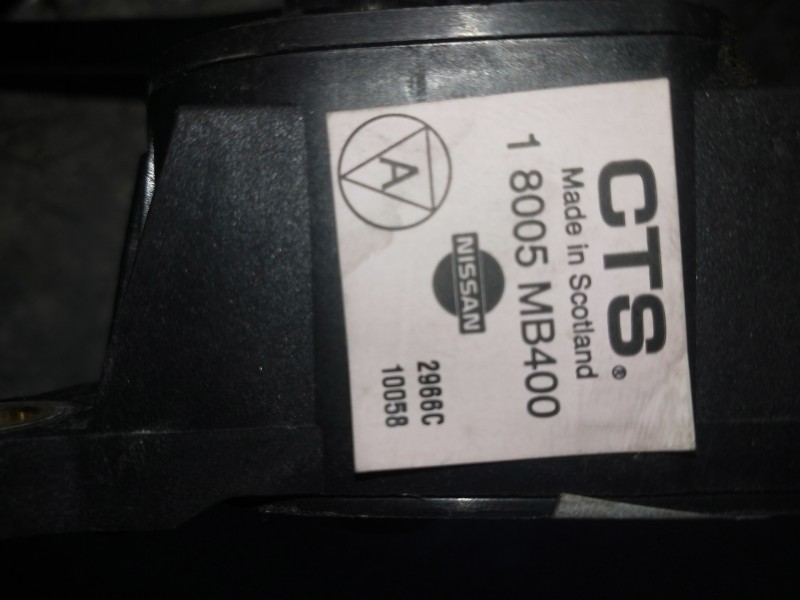 CTS®
Made in Scotland
1 8005 MB400
NISSAN
A
2966C
10058